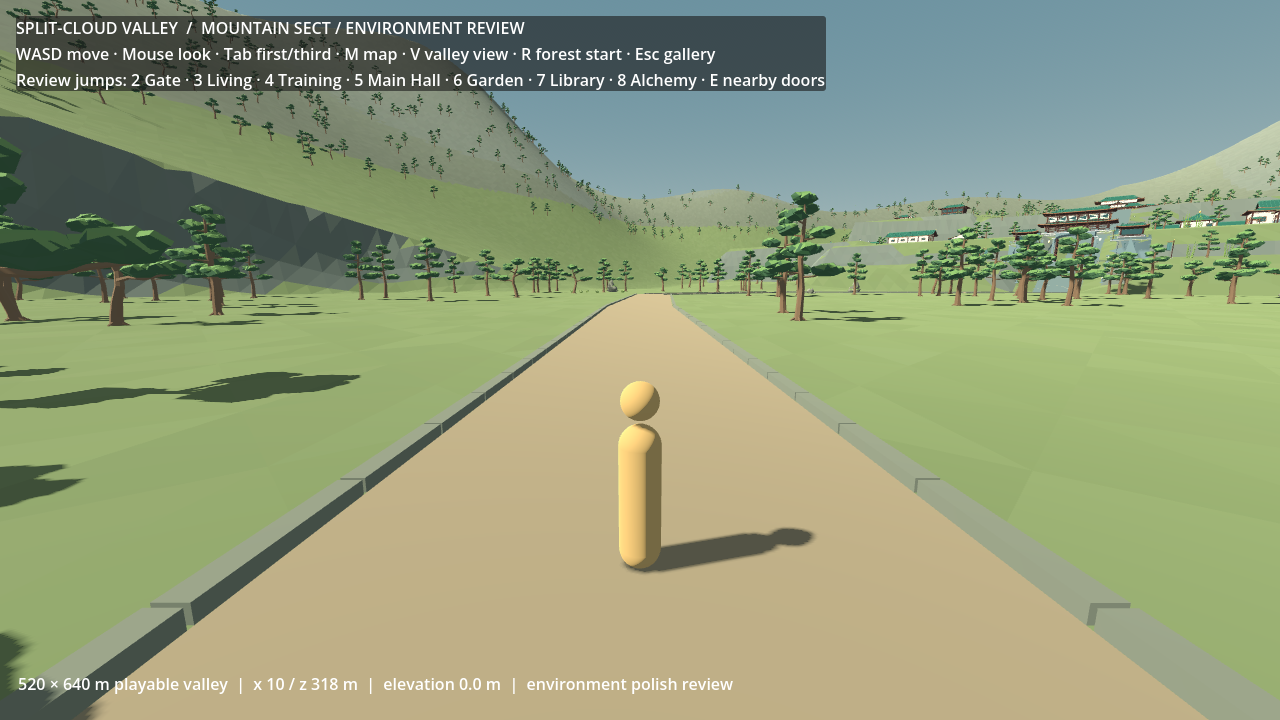 SPLIT-CLOUD VALLEY / MOUNTAIN SECT / ENVIRONMENT REVIEW
WASD move · Mouse look · Tab first/third · M map · V valley view · R forest start · Esc gallery
Review jumps: 2 Gate · 3 Living · 4 Training · 5 Main Hall · 6 Garden · 7 Library · 8 Alchemy · E nearby doors
520 × 640 m playable valley | x 10 / z 318 m | elevation 0.0 m | environment polish review